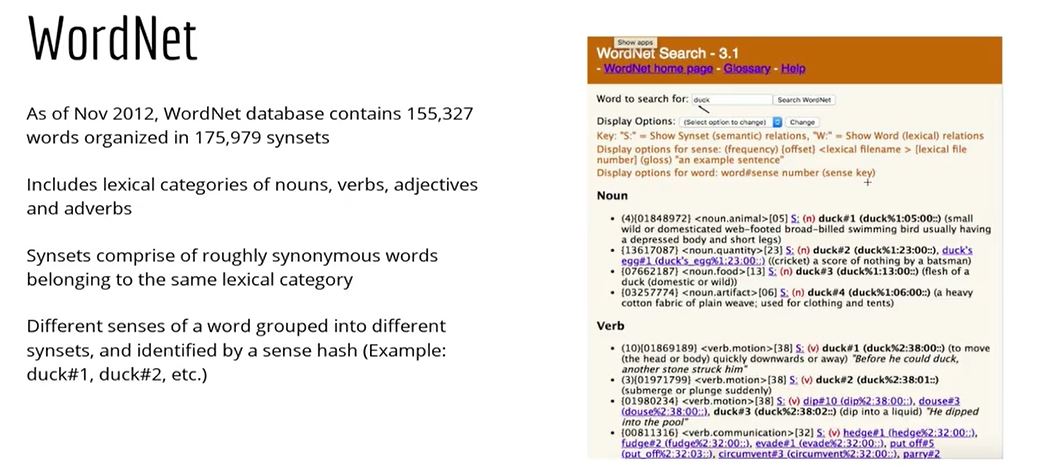 WordNet
As of Nov 2012, WordNet database contains 155,327
words organized in 175,979 synsets
Includes lexical categories of nouns, verbs, adjectives
and adverbs
Synsets comprise of roughly synonymous words
belonging to the same lexical category
Different senses of a word grouped into different
synsets, and identified by a sense hash (Example:
duck#1, duck#2, etc.)
Show apps
WordNet Search - 3.1
- WordNet home page - Glossary - Help
Word to search for: duck Search WordNet
Display Options: (Select option to change) Change
Key: "S:" = Show Synset (semantic) relations, "W:" = Show Word (lexical) relations
Display options for sense: (frequency) {offset} <lexical filename > [lexical file
number] (gloss) "an example sentence"
Display options for word: word#sense number (sense key)
Noun
• (4){01848972} <noun.animal>[05] S: (n) duck#1 (duck%1:05:00::) (small
wild or domesticated web-footed broad-billed swimming bird usually having
a depressed body and short legs)
• {13617087} <noun.quantity>[23] S: (n) duck#2 (duck%1:23:00::), duck's
egg#1 (duck's_egg%1:23:00::) ((cricket) a score of nothing by a batsman)
• {07662187} <noun.food>[13] S: (n) duck#3 (duck%1:13:00::) (flesh of a
duck (domestic or wild))
• {03257774} <noun.artifact>[06] S: (n) duck#4 (duck%1:06:00::) (a heavy
cotton fabric of plain weave; used for clothing and tents)
Verb
• (10){01869189} <verb.motion>[38] S: (v) duck#1 (duck%2:38:00::) (to move
(the head or body) quickly downwards or away) "Before he could duck,
another stone struck him"
• (3){01971799} <verb.motion>[38] S: (v) duck#2 (duck%2:38:01::)
(submerge or plunge suddenly)
• {01980234} <verb.motion>[38] S: (v) dip#10 (dip%2:38:00::), douse#3
(douse%2:38:00::), duck#3 (duck%2:38:02::) (dip into a liquid) "He dipped
into the pool"
• {00811316} <verb.communication>[32] S: (v) hedge#1 (hedge%2:32:00::),
fudge#2 (fudge%2:32:00::), evade#1 (evade%2:32:00::), put off#5
(put_off%2:32:03::), circumvent#3 (circumvent%2:32:00::), parry#2